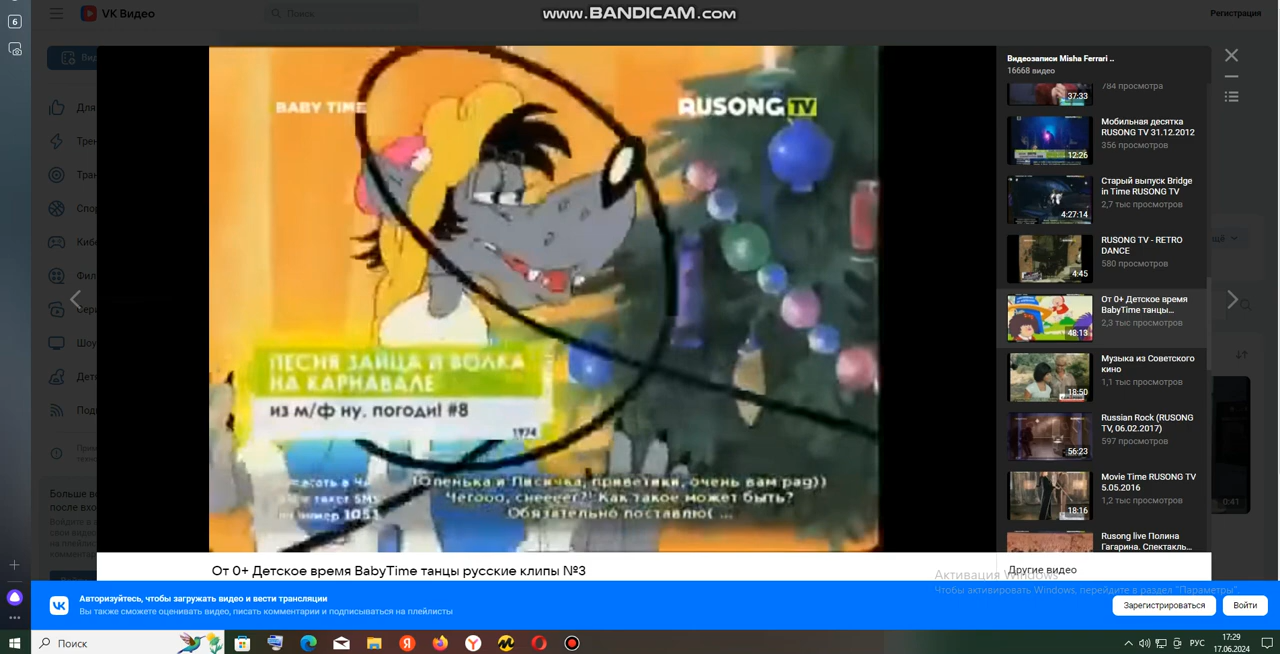 6
VK Видео
Поиск
www.BANDICAM.com
Регистрация
BABY TIME
RUSONG TV
ПЕСНЯ ЗАЙЦА И ВОЛКА
НА КАРНАВАЛЕ
из м/ф ну, погоди! #8
1974
номер 1051
Чегооо, снеееег?! Как такое может быть?
Обязательно поставлю( ...
Видеозаписи Misha Ferrari ..
16668 видео
784 просмотра
37:33
Мобильная десятка
RUSONG TV 31.12.2012
356 просмотров
12:26
Старый выпуск Bridge
in Time RUSONG TV
2,7 тыс просмотров
4:27:14
RUSONG TV - RETRO
DANCE
580 просмотров
4:45
От 0+ Детское время
BabyTime танцы...
2,3 тыс просмотров
48:13
Музыка из Советского
кино
1,1 тыс просмотров
18:50
Russian Rock (RUSONG
TV, 06.02.2017)
597 просмотров
56:23
Movie Time RUSONG TV
5.05.2016
1,2 тыс просмотров
18:16
Rusong live Полина
Гагарина. Спектакль...
0:41
От 0+ Детское время BabyTime танцы русские клипы №3
Другие видео
Активация Windows
Чтобы активировать Windows, перейдите в раздел "Параметры".
Авторизуйтесь, чтобы загружать видео и вести трансляции
Вы также сможете оценивать видео, писать комментарии и подписываться на плейлисты
Зарегистрироваться
Войти
Поиск
РУС
17:29
17.06.2024